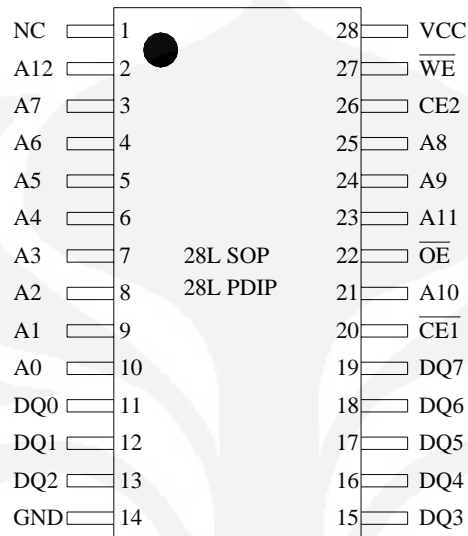 NC 1 28 VCC
A12 2 27 W̅E̅
A7 3 26 CE2
A6 4 25 A8
A5 5 24 A9
A4 6 23 A11
A3 7 28L SOP 22 O̅E̅
A2 8 28L PDIP 21 A10
A1 9 20 C̅E̅1̅
A0 10 19 DQ7
DQ0 11 18 DQ6
DQ1 12 17 DQ5
DQ2 13 16 DQ4
GND 14 15 DQ3